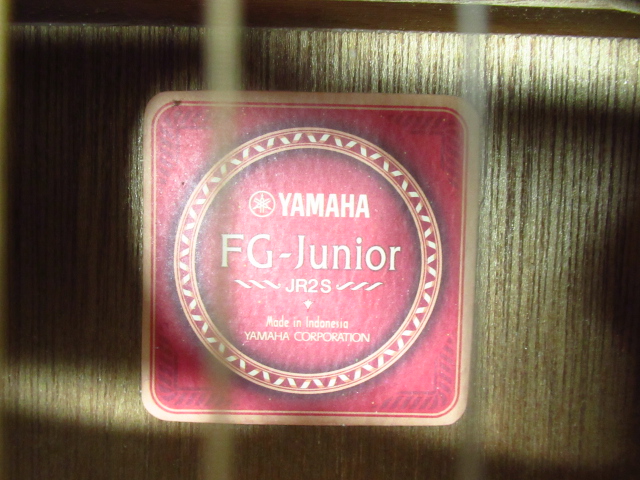 YAMAHA
FG-Junior
JR2S
Made in Indonesia
YAMAHA CORPORATION